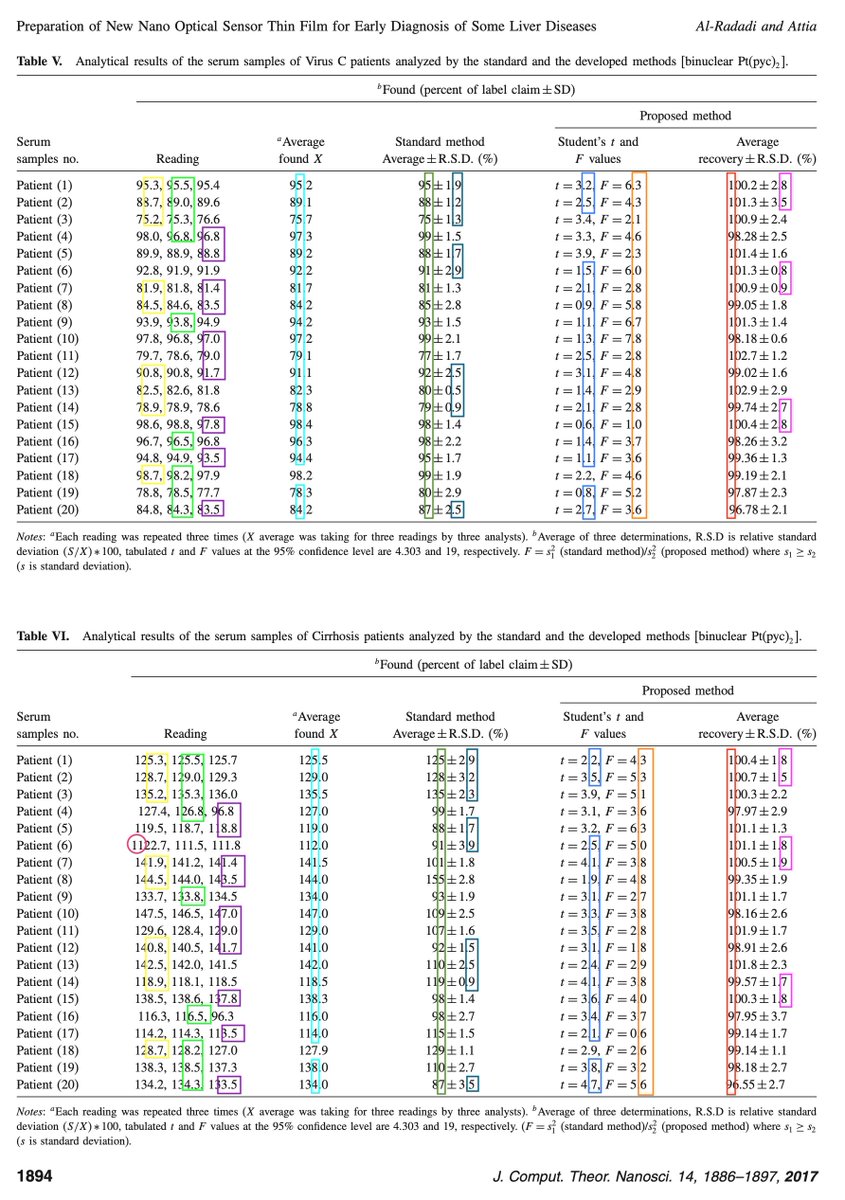 Preparation of New Nano Optical Sensor Thin Film for Early Diagnosis of Some Liver Diseases Al-Radadi and Attia
Table V. Analytical results of the serum samples of Virus C patients analyzed by the standard and the developed methods [binuclear Pt(pyc)₂].
ᵇFound (percent of label claim ± SD)
Proposed method
Serum ᵃAverage Standard method Student's t and Average
samples no. Reading found X Average ± R.S.D. (%) F values recovery ± R.S.D. (%)
Patient (1) 95.3, 95.5, 95.4 95.2 95 ± 1.9 t = 3.2, F = 6.3 100.2 ± 2.8
Patient (2) 88.7, 89.0, 89.6 89.1 88 ± 1.2 t = 2.5, F = 4.3 101.3 ± 3.5
Patient (3) 75.2, 75.3, 76.6 75.7 75 ± 1.3 t = 3.4, F = 2.1 100.9 ± 2.4
Patient (4) 98.0, 96.8, 96.8 97.3 99 ± 1.5 t = 3.3, F = 4.6 98.28 ± 2.5
Patient (5) 89.9, 88.9, 88.8 89.2 88 ± 1.7 t = 3.9, F = 2.3 101.4 ± 1.6
Patient (6) 92.8, 91.9, 91.9 92.2 91 ± 2.9 t = 1.5, F = 6.0 101.3 ± 0.8
Patient (7) 81.9, 81.8, 81.4 81.7 81 ± 1.3 t = 2.1, F = 2.8 100.9 ± 0.9
Patient (8) 84.5, 84.6, 83.5 84.2 85 ± 2.8 t = 0.9, F = 5.8 99.05 ± 1.8
Patient (9) 93.9, 93.8, 94.9 94.2 93 ± 1.5 t = 1.1, F = 6.7 101.3 ± 1.4
Patient (10) 97.8, 96.8, 97.0 97.2 99 ± 2.1 t = 1.3, F = 7.8 98.18 ± 0.6
Patient (11) 79.7, 78.6, 79.0 79.1 77 ± 1.7 t = 2.5, F = 2.8 102.7 ± 1.2
Patient (12) 90.8, 90.8, 91.7 91.1 92 ± 2.5 t = 3.1, F = 4.8 99.02 ± 1.6
Patient (13) 82.5, 82.6, 81.8 82.3 80 ± 0.5 t = 1.4, F = 2.9 102.9 ± 2.9
Patient (14) 78.9, 78.9, 78.6 78.8 79 ± 0.9 t = 2.1, F = 2.8 99.74 ± 2.7
Patient (15) 98.6, 98.8, 97.8 98.4 98 ± 1.4 t = 0.6, F = 1.0 100.4 ± 2.8
Patient (16) 96.7, 96.5, 96.8 96.3 98 ± 2.2 t = 1.4, F = 3.7 98.26 ± 3.2
Patient (17) 94.8, 94.9, 93.5 94.4 95 ± 1.7 t = 1.1, F = 3.6 99.36 ± 1.3
Patient (18) 98.7, 98.2, 97.9 98.2 99 ± 1.9 t = 2.2, F = 4.6 99.19 ± 2.1
Patient (19) 78.8, 78.5, 77.7 78.3 80 ± 2.9 t = 0.8, F = 5.2 97.87 ± 2.3
Patient (20) 84.8, 84.3, 83.5 84.2 87 ± 2.5 t = 2.7, F = 3.6 96.78 ± 2.1
Notes: ᵃEach reading was repeated three times (X average was taking for three readings by three analysts). ᵇAverage of three determinations, R.S.D is relative standard
deviation (S/X) * 100, tabulated t and F values at the 95% confidence level are 4.303 and 19, respectively. F = s₁² (standard method)/s₂² (proposed method) where s₁ ≥ s₂
(s is standard deviation).
Table VI. Analytical results of the serum samples of Cirrhosis patients analyzed by the standard and the developed methods [binuclear Pt(pyc)₂].
ᵇFound (percent of label claim ± SD)
Proposed method
Serum ᵃAverage Standard method Student's t and Average
samples no. Reading found X Average ± R.S.D. (%) F values recovery ± R.S.D. (%)
Patient (1) 125.3, 125.5, 125.7 125.5 125 ± 2.9 t = 2.2, F = 4.3 100.4 ± 1.8
Patient (2) 128.7, 129.0, 129.3 129.0 128 ± 3.2 t = 3.5, F = 5.3 100.7 ± 1.5
Patient (3) 135.2, 135.3, 136.0 135.5 135 ± 2.3 t = 3.9, F = 5.1 100.3 ± 2.2
Patient (4) 127.4, 126.8, 96.8 127.0 99 ± 1.7 t = 3.1, F = 3.6 97.97 ± 2.9
Patient (5) 119.5, 118.7, 118.8 119.0 88 ± 1.7 t = 3.2, F = 6.3 101.1 ± 1.3
Patient (6) 1122.7, 111.5, 111.8 112.0 91 ± 3.9 t = 2.5, F = 5.0 101.1 ± 1.8
Patient (7) 141.9, 141.2, 141.4 141.5 101 ± 1.8 t = 4.1, F = 3.8 100.5 ± 1.9
Patient (8) 144.5, 144.0, 143.5 144.0 155 ± 2.8 t = 1.9, F = 4.8 99.35 ± 1.9
Patient (9) 133.7, 133.8, 134.5 134.0 93 ± 1.9 t = 3.1, F = 2.7 101.1 ± 1.7
Patient (10) 147.5, 146.5, 147.0 147.0 109 ± 2.5 t = 3.3, F = 3.8 98.16 ± 2.6
Patient (11) 129.6, 128.4, 129.0 129.0 107 ± 1.6 t = 3.5, F = 2.8 101.9 ± 1.7
Patient (12) 140.8, 140.5, 141.7 141.0 92 ± 1.5 t = 3.1, F = 1.8 98.91 ± 2.6
Patient (13) 142.5, 142.0, 141.5 142.0 110 ± 2.5 t = 2.4, F = 2.9 101.8 ± 2.3
Patient (14) 118.9, 118.1, 118.5 118.5 119 ± 0.9 t = 4.1, F = 3.8 99.57 ± 1.7
Patient (15) 138.5, 138.6, 137.8 138.3 98 ± 1.4 t = 3.6, F = 4.0 100.3 ± 1.8
Patient (16) 116.3, 116.5, 96.3 116.0 98 ± 2.7 t = 3.4, F = 3.7 97.95 ± 3.7
Patient (17) 114.2, 114.3, 113.5 114.0 115 ± 1.5 t = 2.1, F = 0.6 99.14 ± 1.7
Patient (18) 128.7, 128.2, 127.0 127.9 129 ± 1.1 t = 2.9, F = 2.6 99.14 ± 1.1
Patient (19) 138.3, 138.5, 137.3 138.0 110 ± 2.7 t = 3.8, F = 3.2 98.18 ± 2.7
Patient (20) 134.2, 134.3, 133.5 134.0 87 ± 3.5 t = 4.7, F = 5.6 96.55 ± 2.7
Notes: ᵃEach reading was repeated three times (X average was taking for three readings by three analysts). ᵇAverage of three determinations, R.S.D is relative standard
deviation (S/X) * 100, tabulated t and F values at the 95% confidence level are 4.303 and 19, respectively. (F = s₁² (standard method)/s₂² (proposed method) where s₁ ≥ s₂
(s is standard deviation).
1894 J. Comput. Theor. Nanosci. 14, 1886–1897, 2017